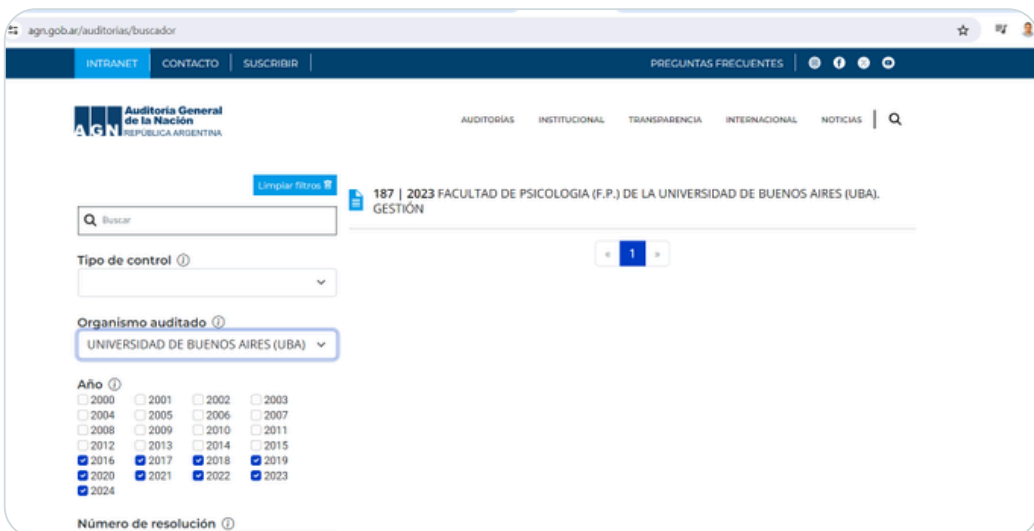 agn.gob.ar/auditorias/buscador
INTRANET CONTACTO SUSCRIBIR PREGUNTAS FRECUENTES
AGN Auditoría General
de la Nación
REPÚBLICA ARGENTINA
AUDITORÍAS INSTITUCIONAL TRANSPARENCIA INTERNACIONAL NOTICIAS
Limpiar filtros
Buscar
Tipo de control
Organismo auditado
UNIVERSIDAD DE BUENOS AIRES (UBA)
Año
2000 2001 2002 2003
2004 2005 2006 2007
2008 2009 2010 2011
2012 2013 2014 2015
2016 2017 2018 2019
2020 2021 2022 2023
2024
Número de resolución
187 | 2023 FACULTAD DE PSICOLOGIA (F.P.) DE LA UNIVERSIDAD DE BUENOS AIRES (UBA).
GESTIÓN
« 1 »